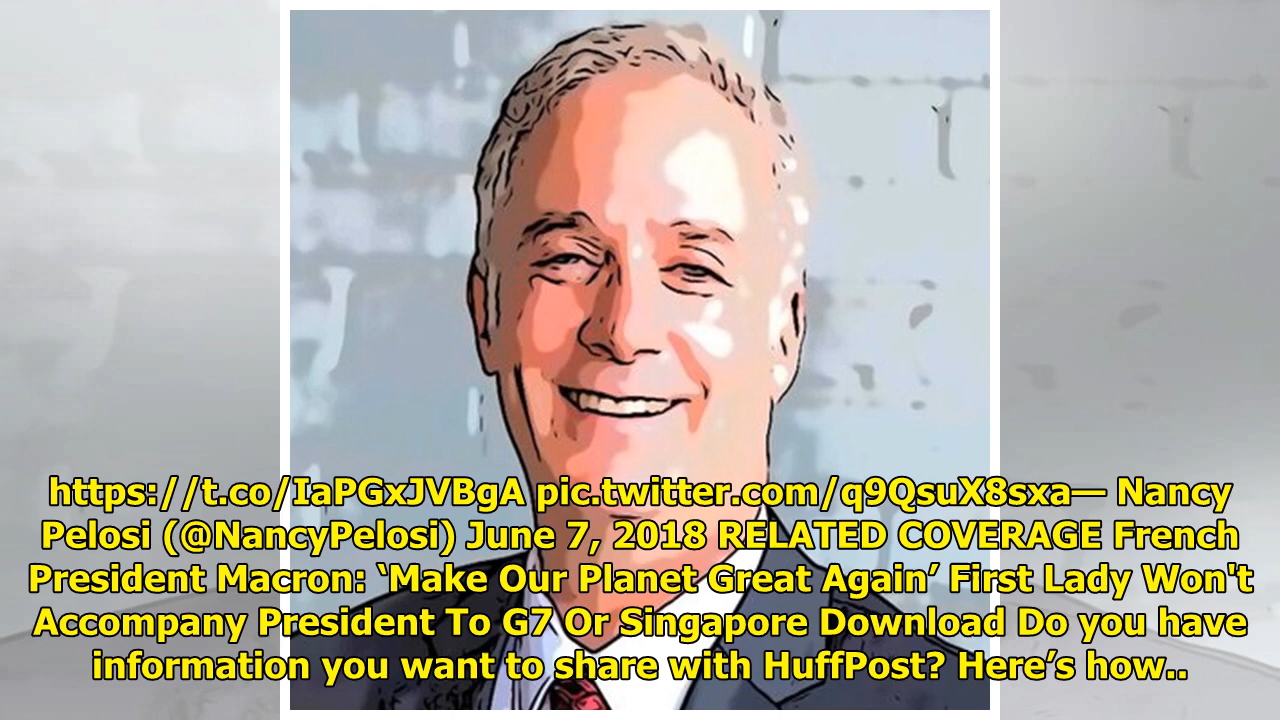 https://t.co/IaPGxJVBgA pic.twitter.com/q9QsuX8sxa— Nancy
Pelosi (@NancyPelosi) June 7, 2018 RELATED COVERAGE French
President Macron: ‘Make Our Planet Great Again’ First Lady Won't
Accompany President To G7 Or Singapore Download Do you have
information you want to share with HuffPost? Here’s how..